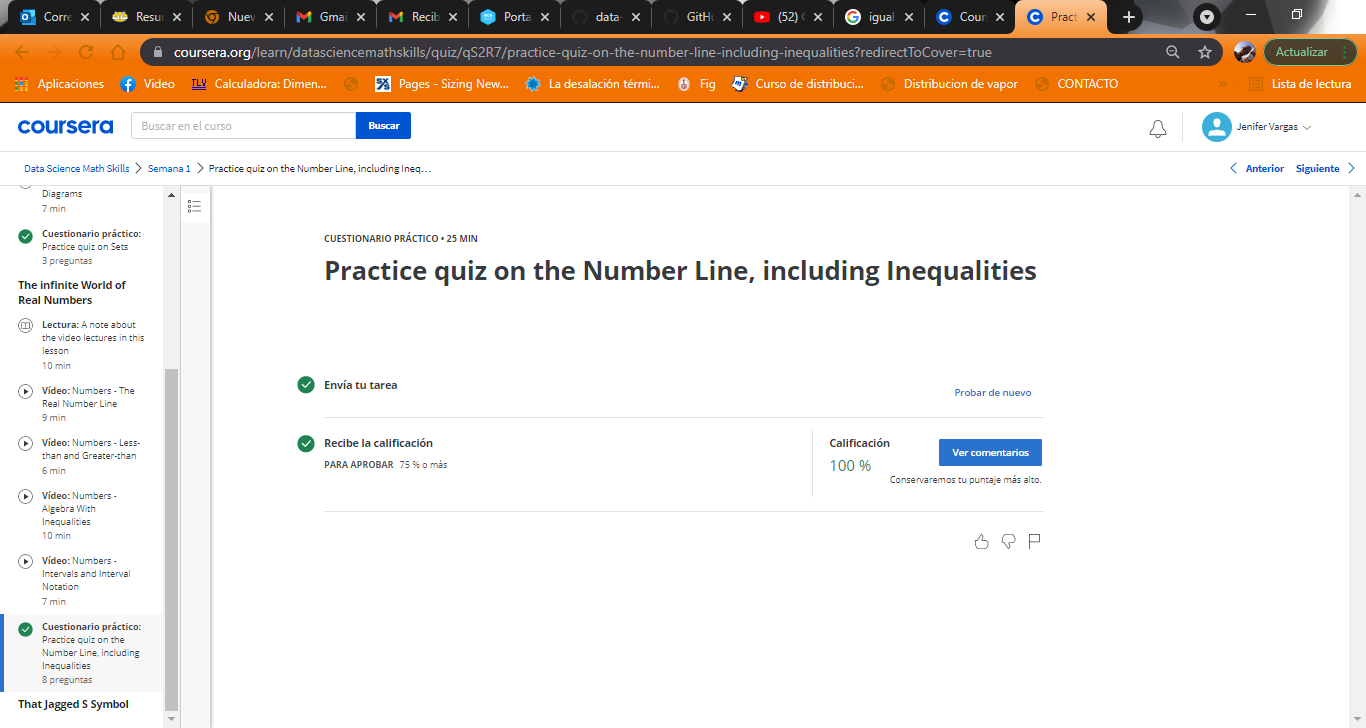 Corre
Resur
Nuev
Gmai
Recib
Porta
data-
GitHu
(52)
igual
Cour
Pract
coursera.org/learn/datasciencemathskills/quiz/qS2R7/practice-quiz-on-the-number-line-including-inequalities?redirectToCover=true
Actualizar
Aplicaciones
Video
TLV
Calculadora: Dimen...
Pages - Sizing New...
La desalación térmi...
Fig
Curso de distribuci...
Distribucion de vapor
CONTACTO
»
Lista de lectura
coursera
Buscar en el curso
Buscar
Jenifer Vargas
Data Science Math Skills > Semana 1 > Practice quiz on the Number Line, including Ineq...
< Anterior
Siguiente >
Diagrams
7 min
Cuestionario práctico:
Practice quiz on Sets
3 preguntas
The infinite World of
Real Numbers
Lectura: A note about
the video lectures in this
lesson
10 min
Vídeo: Numbers - The
Real Number Line
9 min
Vídeo: Numbers - Less-
than and Greater-than
6 min
Vídeo: Numbers -
Algebra With
Inequalities
10 min
Vídeo: Numbers -
Intervals and Interval
Notation
7 min
Cuestionario práctico:
Practice quiz on the
Number Line, including
Inequalities
8 preguntas
That Jagged S Symbol
CUESTIONARIO PRÁCTICO • 25 MIN
Practice quiz on the Number Line, including Inequalities
Envía tu tarea
Probar de nuevo
Recibe la calificación
PARA APROBAR 75 % o más
Calificación
100 %
Ver comentarios
Conservaremos tu puntaje más alto.